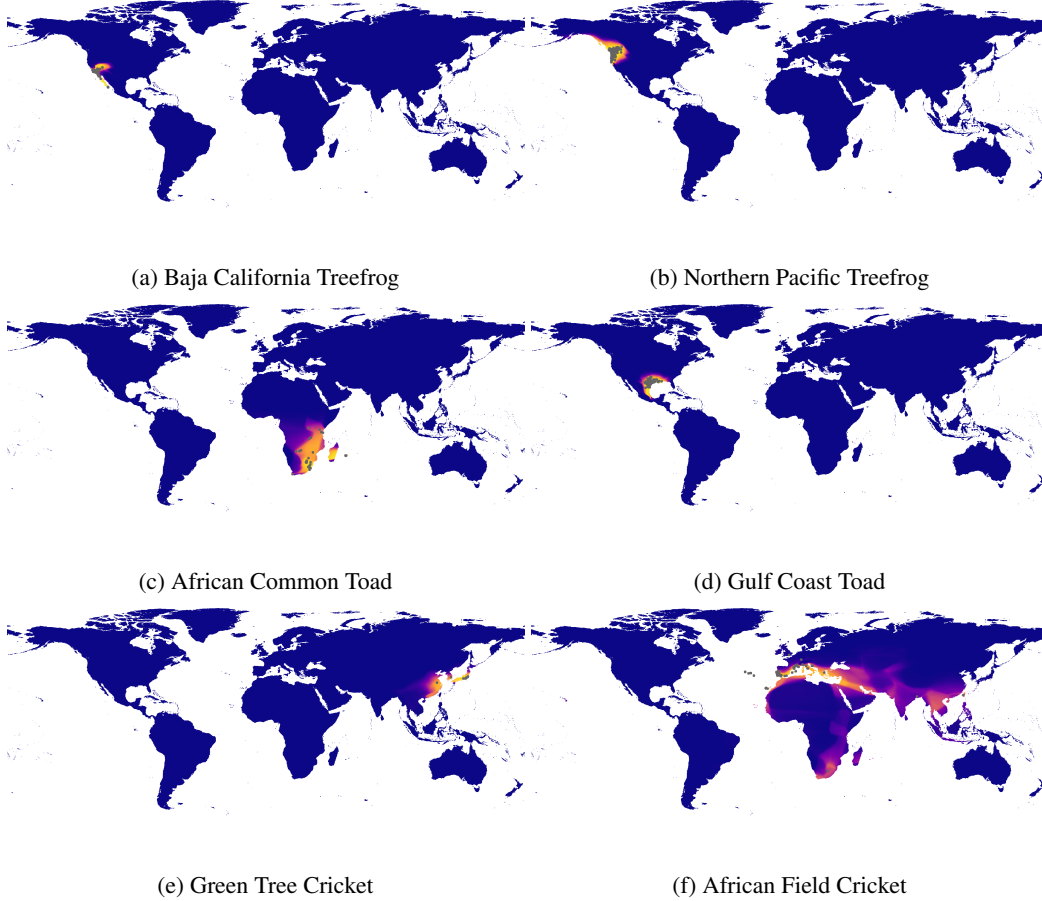 (a) Baja California Treefrog
(b) Northern Pacific Treefrog
(c) African Common Toad
(d) Gulf Coast Toad
(e) Green Tree Cricket
(f) African Field Cricket